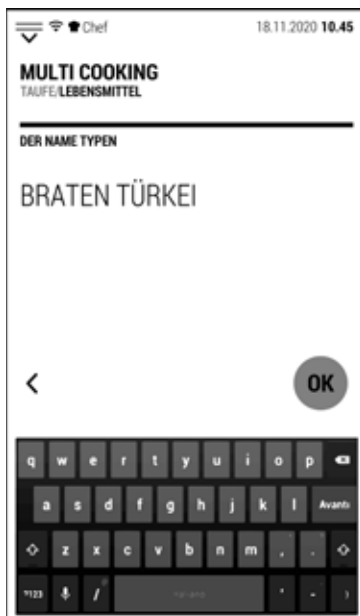 Chef 18.11.2020 10.45
MULTI COOKING
TAUFE/LEBENSMITTEL
DER NAME TYPEN
BRATEN TÜRKEI
OK
q w e r t y u i o p
a s d f g h j k l Avanti
z x c v b n m , .
?123 / ' -